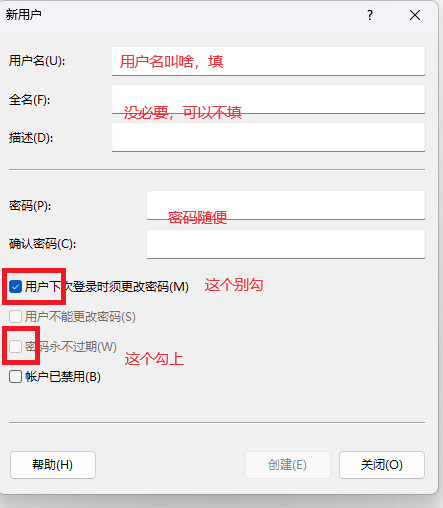 新用户
用户名(U):
用户名叫啥，填
全名(F):
没必要，可以不填
描述(D):
密码(P):
密码随便
确认密码(C):
用户下次登录时须更改密码(M)
这个别勾
用户不能更改密码(S)
密码永不过期(W)
这个勾上
帐户已禁用(B)
帮助(H)
创建(E)
关闭(O)